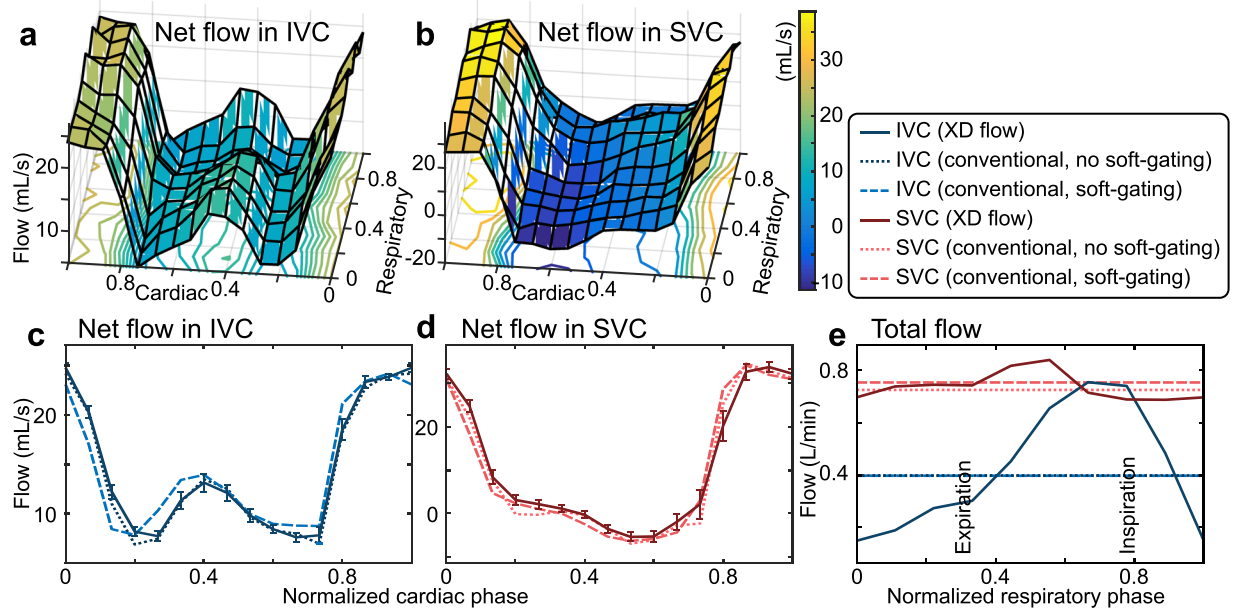 a Net flow in IVC
Flow (mL/s)
20
10
Cardiac
0.8
0.4
0
Respiratory
0.8
0.4
0
b Net flow in SVC
20
10
0
-10
-20
Cardiac
0.8
0.4
0
Respiratory
0.8
0.4
0
(mL/s)
30
20
10
0
-10
IVC (XD flow)
IVC (conventional, no soft-gating)
IVC (conventional, soft-gating)
SVC (XD flow)
SVC (conventional, no soft-gating)
SVC (conventional, soft-gating)
c Net flow in IVC
Flow (mL/s)
20
10
0
0.4
0.8
d Net flow in SVC
20
0
0
0.4
0.8
Normalized cardiac phase
e Total flow
Flow (L/min)
0.8
0.4
Expiration
Inspiration
0
0.4
0.8
Normalized respiratory phase